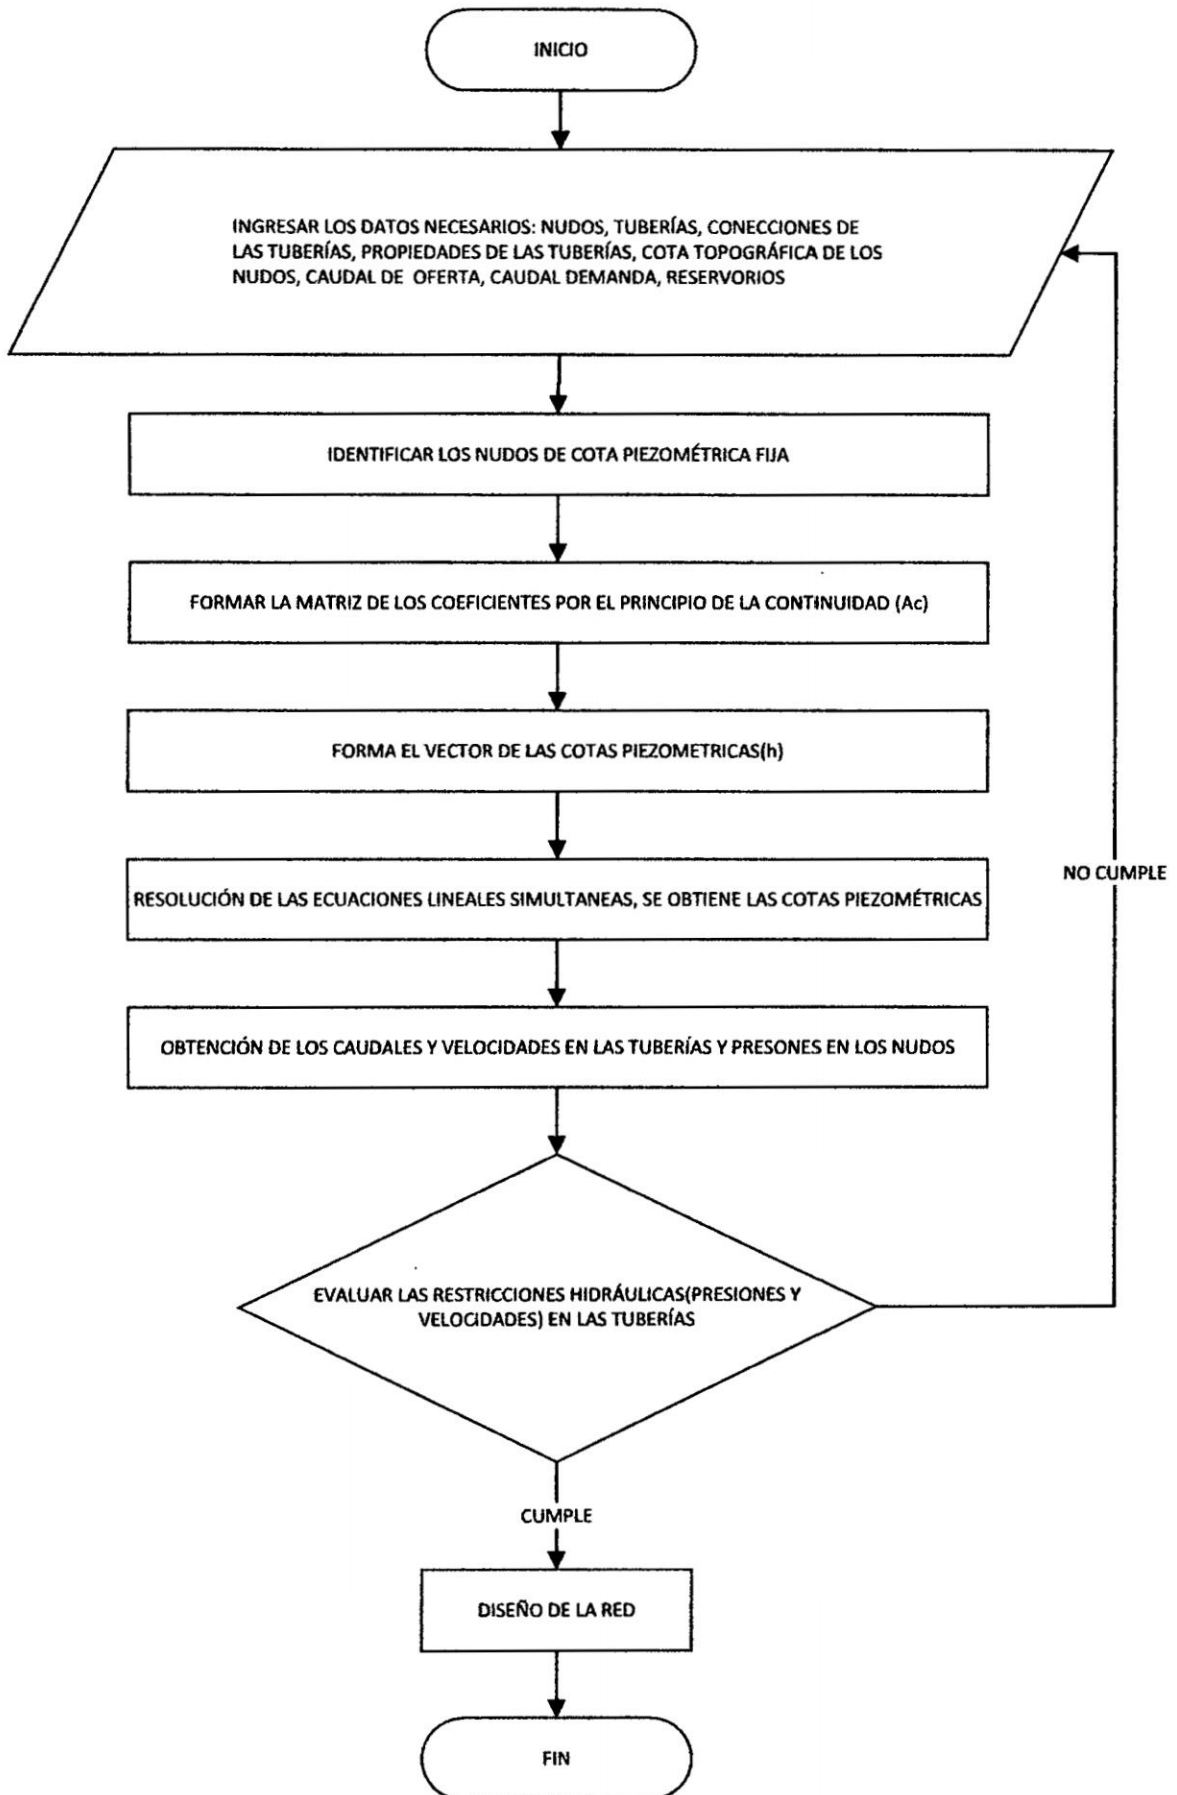 INICIO
INGRESAR LOS DATOS NECESARIOS: NUDOS, TUBERÍAS, CONECCIONES DE
LAS TUBERÍAS, PROPIEDADES DE LAS TUBERÍAS, COTA TOPOGRÁFICA DE LOS
NUDOS, CAUDAL DE OFERTA, CAUDAL DEMANDA, RESERVORIOS
IDENTIFICAR LOS NUDOS DE COTA PIEZOMÉTRICA FIJA
FORMAR LA MATRIZ DE LOS COEFICIENTES POR EL PRINCIPIO DE LA CONTINUIDAD (Ac)
FORMA EL VECTOR DE LAS COTAS PIEZOMETRICAS(h)
RESOLUCIÓN DE LAS ECUACIONES LINEALES SIMULTANEAS, SE OBTIENE LAS COTAS PIEZOMÉTRICAS
NO CUMPLE
OBTENCIÓN DE LOS CAUDALES Y VELOCIDADES EN LAS TUBERÍAS Y PRESONES EN LOS NUDOS
EVALUAR LAS RESTRICCIONES HIDRÁULICAS(PRESIONES Y
VELOCIDADES) EN LAS TUBERÍAS
CUMPLE
DISEÑO DE LA RED
FIN